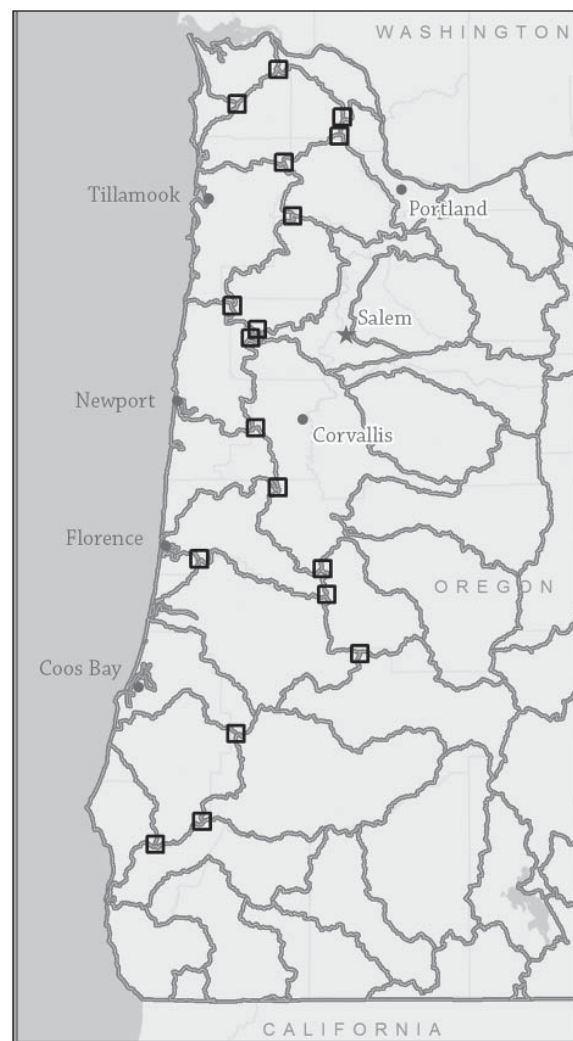 WASHINGTON
Tillamook
Portland
Salem
Newport
Corvallis
Florence
OREGON
Coos Bay
CALIFORNIA